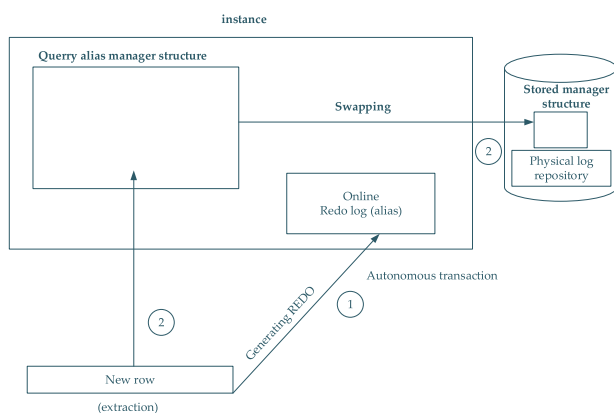 instance
Querry alias manager structure
Stored manager
structure
Swapping
2
Physical log
repository
Online
Redo log (alias)
Autonomous transaction
Generating REDO
1
2
New row
(extraction)